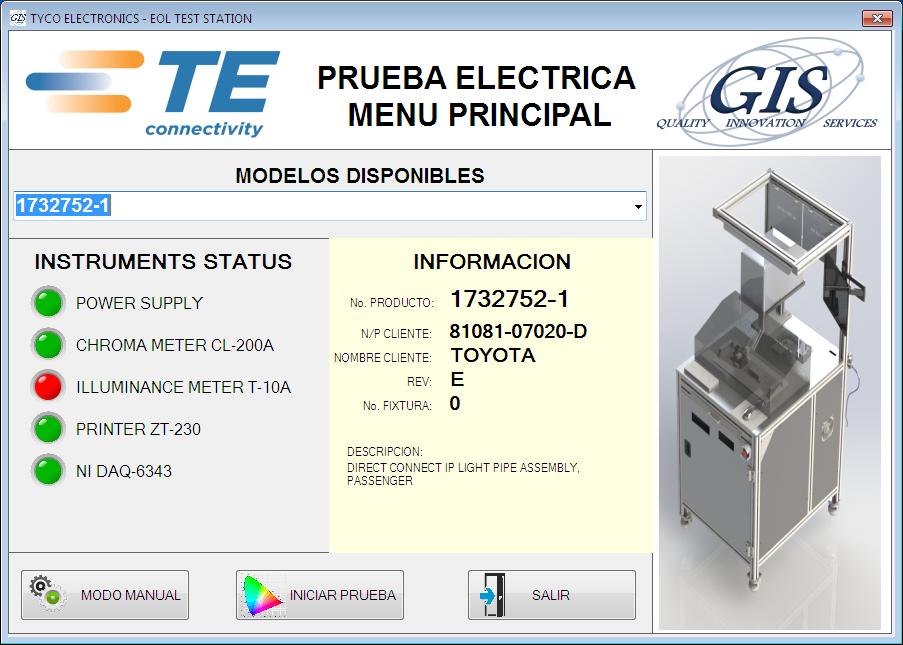 GIS TYCO ELECTRONICS - EOL TEST STATION
TE
connectivity
PRUEBA ELECTRICA
MENU PRINCIPAL
GIS
QUALITY INNOVATION SERVICES
MODELOS DISPONIBLES
1732752-1
INSTRUMENTS STATUS
POWER SUPPLY
CHROMA METER CL-200A
ILLUMINANCE METER T-10A
PRINTER ZT-230
NI DAQ-6343
INFORMACION
No. PRODUCTO: 1732752-1
N/P CLIENTE: 81081-07020-D
NOMBRE CLIENTE: TOYOTA
REV: E
No. FIXTURA: 0
DESCRIPCION:
DIRECT CONNECT IP LIGHT PIPE ASSEMBLY,
PASSENGER
MODO MANUAL
INICIAR PRUEBA
SALIR